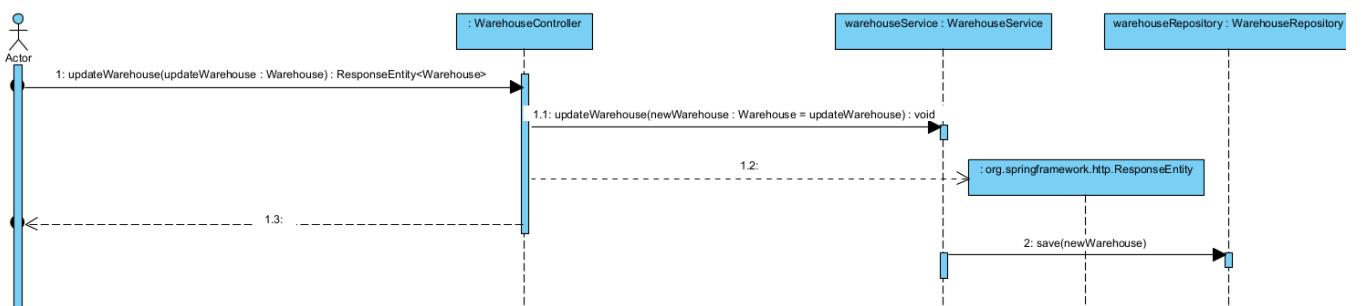 : WarehouseController
warehouseService : WarehouseService
warehouseRepository : WarehouseRepository
Actor
1: updateWarehouse(updateWarehouse : Warehouse) : ResponseEntity<Warehouse>
1.1: updateWarehouse(newWarehouse : Warehouse = updateWarehouse) : void
1.2:
: org.springframework.http.ResponseEntity
1.3:
2: save(newWarehouse)